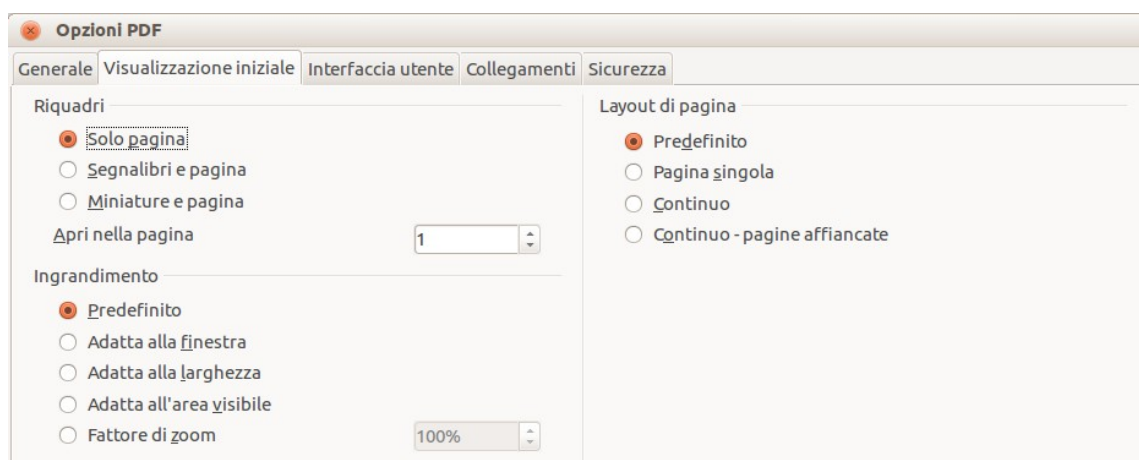 Opzioni PDF
Generale Visualizzazione iniziale Interfaccia utente Collegamenti Sicurezza
Riquadri
Solo pagina
Segnalibri e pagina
Miniature e pagina
Apri nella pagina 1
Ingrandimento
Predefinito
Adatta alla finestra
Adatta alla larghezza
Adatta all'area visibile
Fattore di zoom 100%
Layout di pagina
Predefinito
Pagina singola
Continuo
Continuo - pagine affiancate